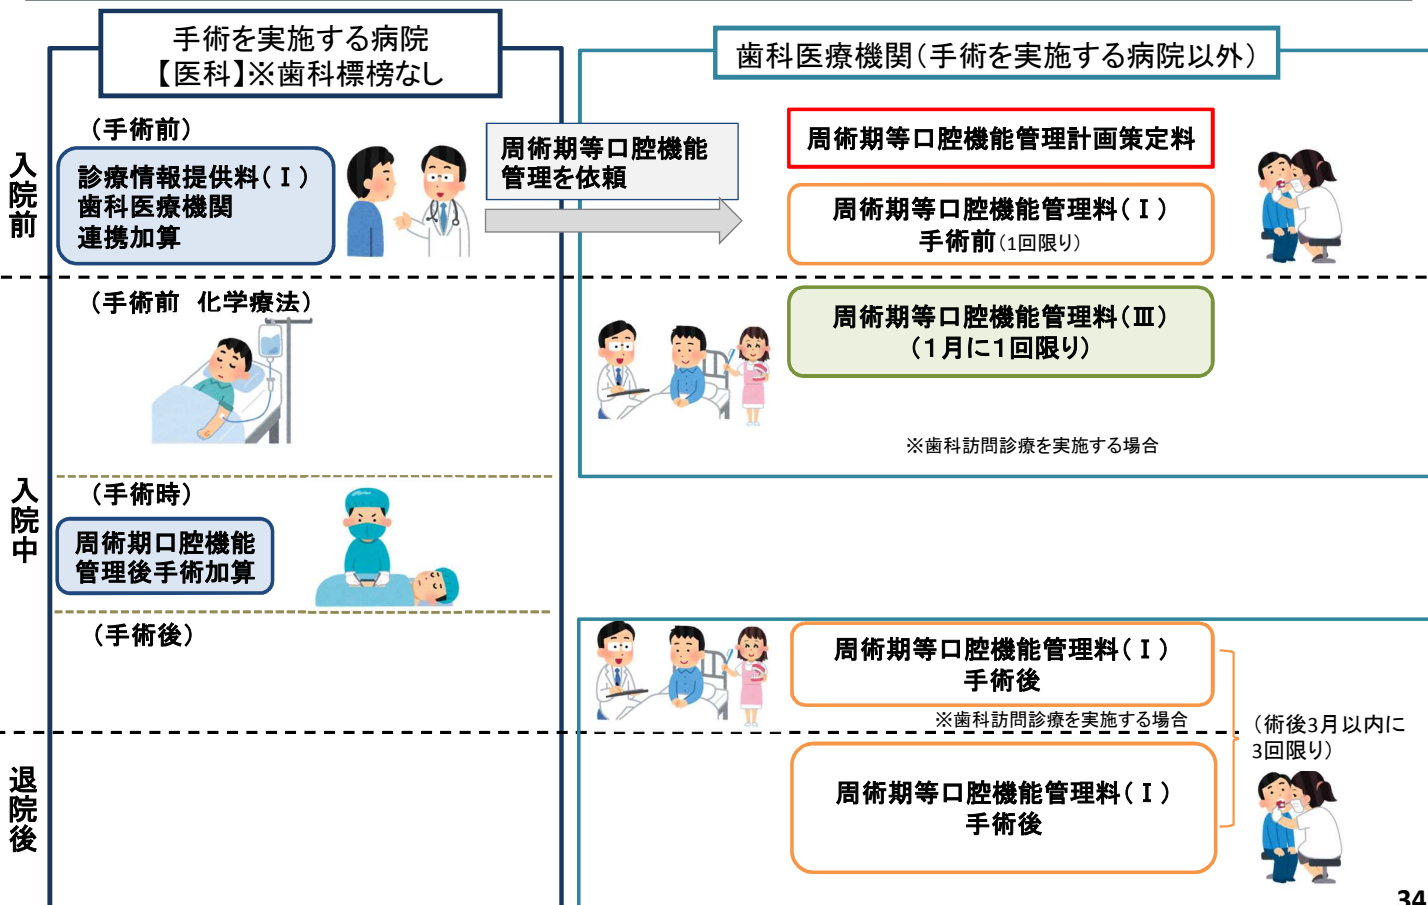 手術を実施する病院
【医科】※歯科標榜なし
歯科医療機関(手術を実施する病院以外)
入院前
(手術前)
診療情報提供料(Ⅰ)
歯科医療機関
連携加算
周術期等口腔機能
管理を依頼
周術期等口腔機能管理計画策定料
周術期等口腔機能管理料(Ⅰ)
手術前(1回限り)
入院中
(手術前 化学療法)
周術期等口腔機能管理料(Ⅲ)
(1月に1回限り)
※歯科訪問診療を実施する場合
(手術時)
周術期口腔機能
管理後手術加算
(手術後)
周術期等口腔機能管理料(Ⅰ)
手術後
※歯科訪問診療を実施する場合
(術後3月以内に
3回限り)
退院後
周術期等口腔機能管理料(Ⅰ)
手術後
34